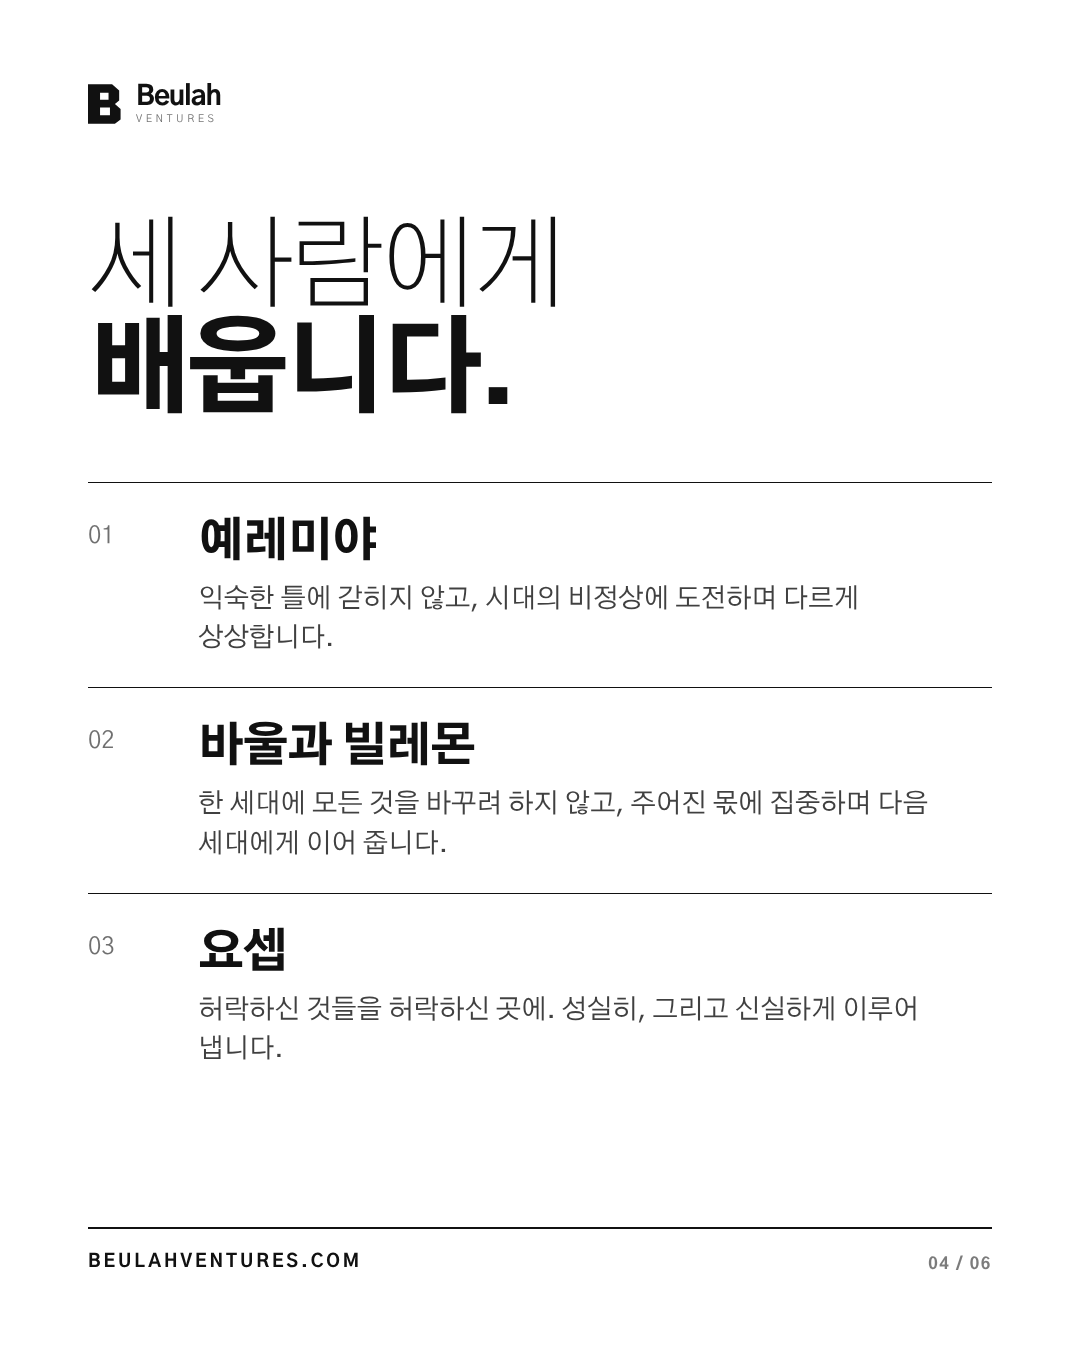 Beulah
VENTURES
세 사람에게
배웁니다.
01
예레미야
익숙한 틀에 갇히지 않고, 시대의 비정상에 도전하며 다르게
상상합니다.
02
바울과 빌레몬
한 세대에 모든 것을 바꾸려 하지 않고, 주어진 몫에 집중하며 다음
세대에게 이어 줍니다.
03
요셉
허락하신 것들을 허락하신 곳에. 성실히, 그리고 신실하게 이루어
냅니다.
BEULAHVENTURES.COM
04 / 06